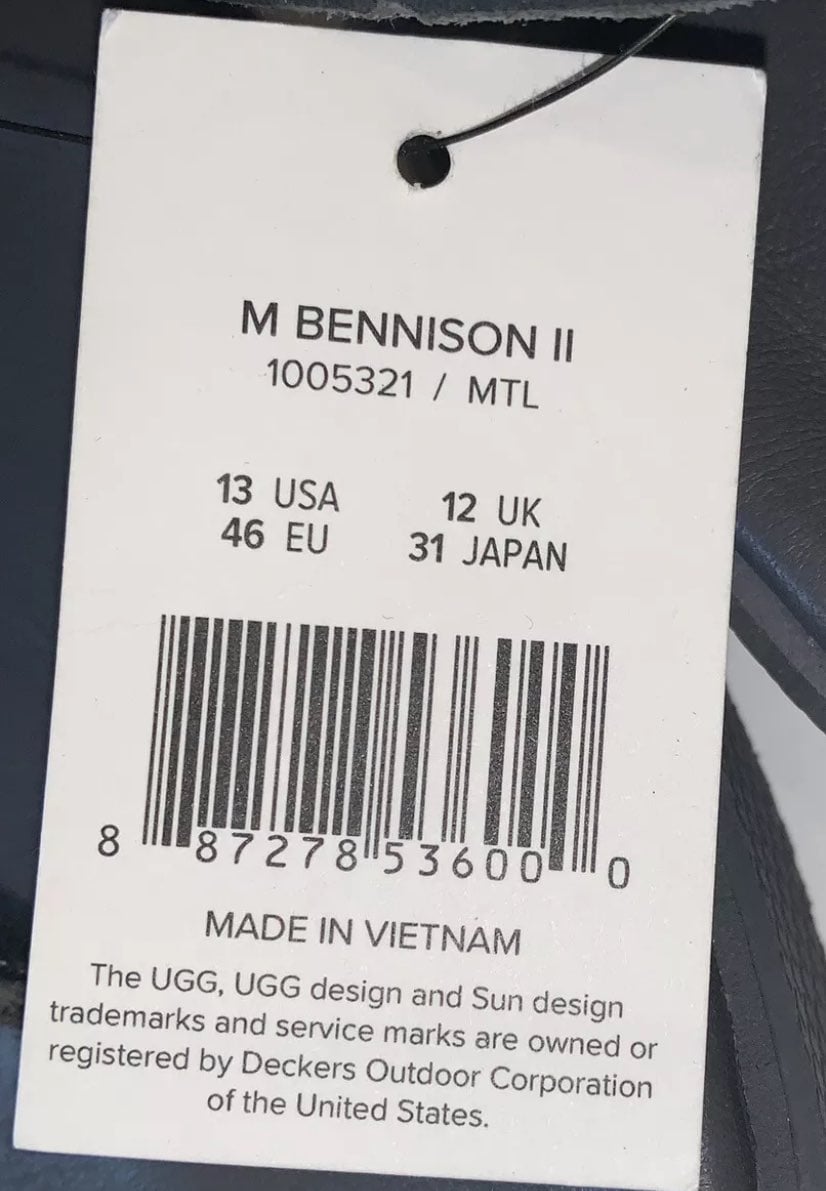 M BENNISON II
1005321 / MTL
13 USA 12 UK
46 EU 31 JAPAN
8 87278 53600 0
MADE IN VIETNAM
The UGG, UGG design and Sun design
trademarks and service marks are owned or
registered by Deckers Outdoor Corporation
of the United States.